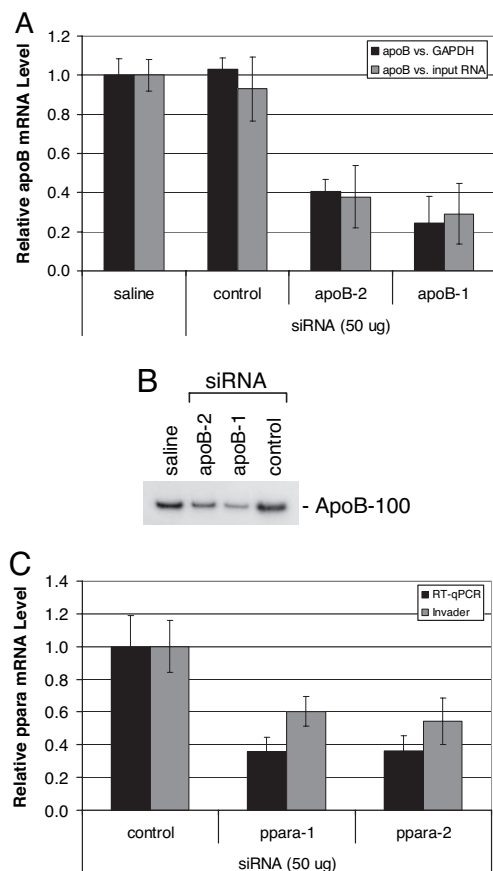 A
Relative apoB mRNA Level
1.2
1.0
0.8
0.6
0.4
0.2
0.0
apoB vs. GAPDH
apoB vs. input RNA
saline
control
apoB-2
apoB-1
siRNA (50 ug)
B
siRNA
saline
apoB-2
apoB-1
control
- ApoB-100
C
Relative ppara mRNA Level
1.4
1.2
1.0
0.8
0.6
0.4
0.2
0.0
RT-qPCR
Invader
control
ppara-1
ppara-2
siRNA (50 ug)